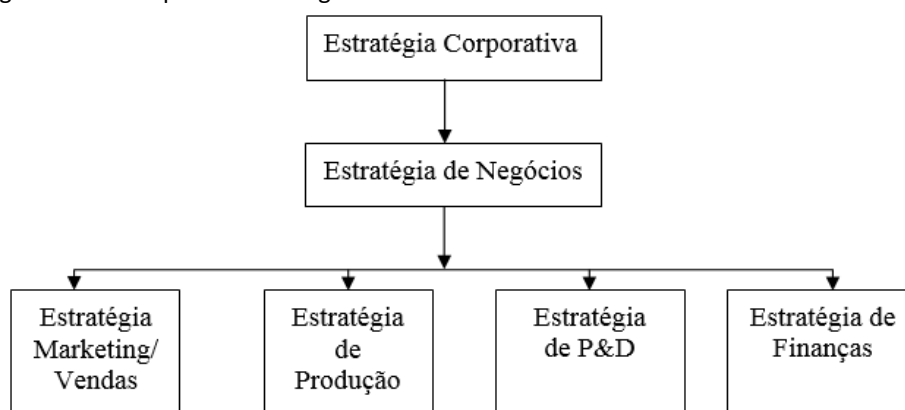 Estratégia Corporativa
Estratégia de Negócios
Estratégia
Marketing/
Vendas
Estratégia
de
Produção
Estratégia
de P&D
Estratégia de
Finanças